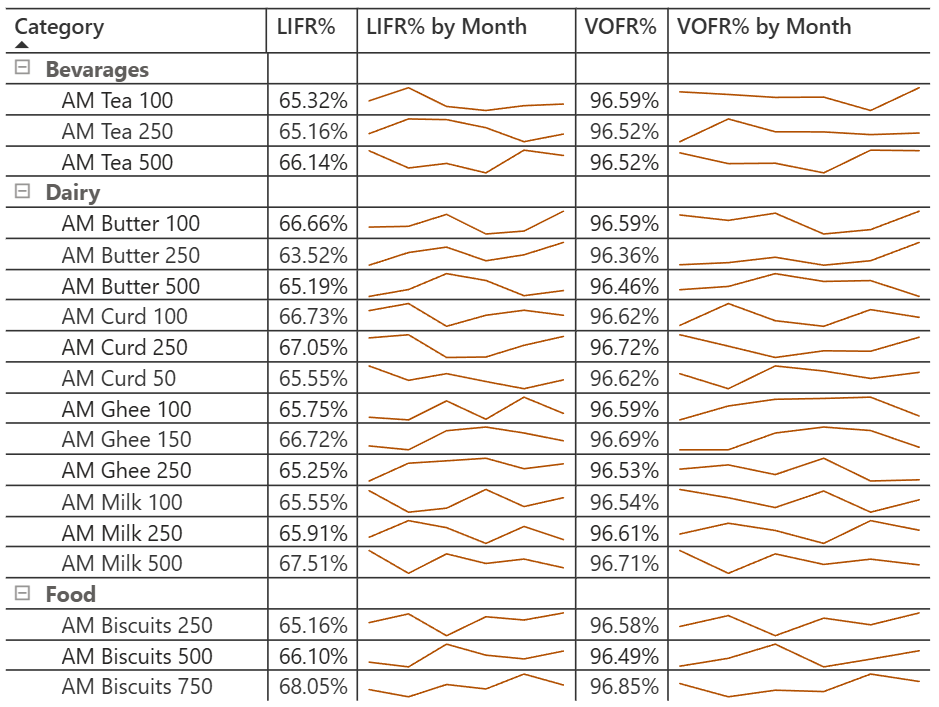 Category LIFR% LIFR% by Month VOFR% VOFR% by Month
Bevarages
AM Tea 100 65.32% 96.59%
AM Tea 250 65.16% 96.52%
AM Tea 500 66.14% 96.52%
Dairy
AM Butter 100 66.66% 96.59%
AM Butter 250 63.52% 96.36%
AM Butter 500 65.19% 96.46%
AM Curd 100 66.73% 96.62%
AM Curd 250 67.05% 96.72%
AM Curd 50 65.55% 96.62%
AM Ghee 100 65.75% 96.59%
AM Ghee 150 66.72% 96.69%
AM Ghee 250 65.25% 96.53%
AM Milk 100 65.55% 96.54%
AM Milk 250 65.91% 96.61%
AM Milk 500 67.51% 96.71%
Food
AM Biscuits 250 65.16% 96.58%
AM Biscuits 500 66.10% 96.49%
AM Biscuits 750 68.05% 96.85%